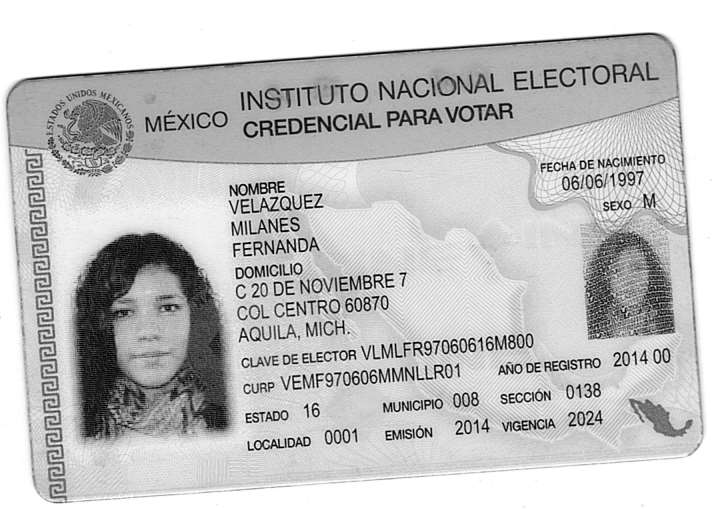 ESTADOS UNIDOS MEXICANOS
MÉXICO
INSTITUTO NACIONAL ELECTORAL
CREDENCIAL PARA VOTAR
FECHA DE NACIMIENTO
06/06/1997
SEXO M
NOMBRE
VELAZQUEZ
MILANES
FERNANDA
DOMICILIO
C 20 DE NOVIEMBRE 7
COL CENTRO 60870
AQUILA, MICH.
CLAVE DE ELECTOR VLMLFR97060616M800
CURP VEMF970606MMNLLR01 AÑO DE REGISTRO 2014 00
ESTADO 16 MUNICIPIO 008 SECCIÓN 0138
LOCALIDAD 0001 EMISIÓN 2014 VIGENCIA 2024